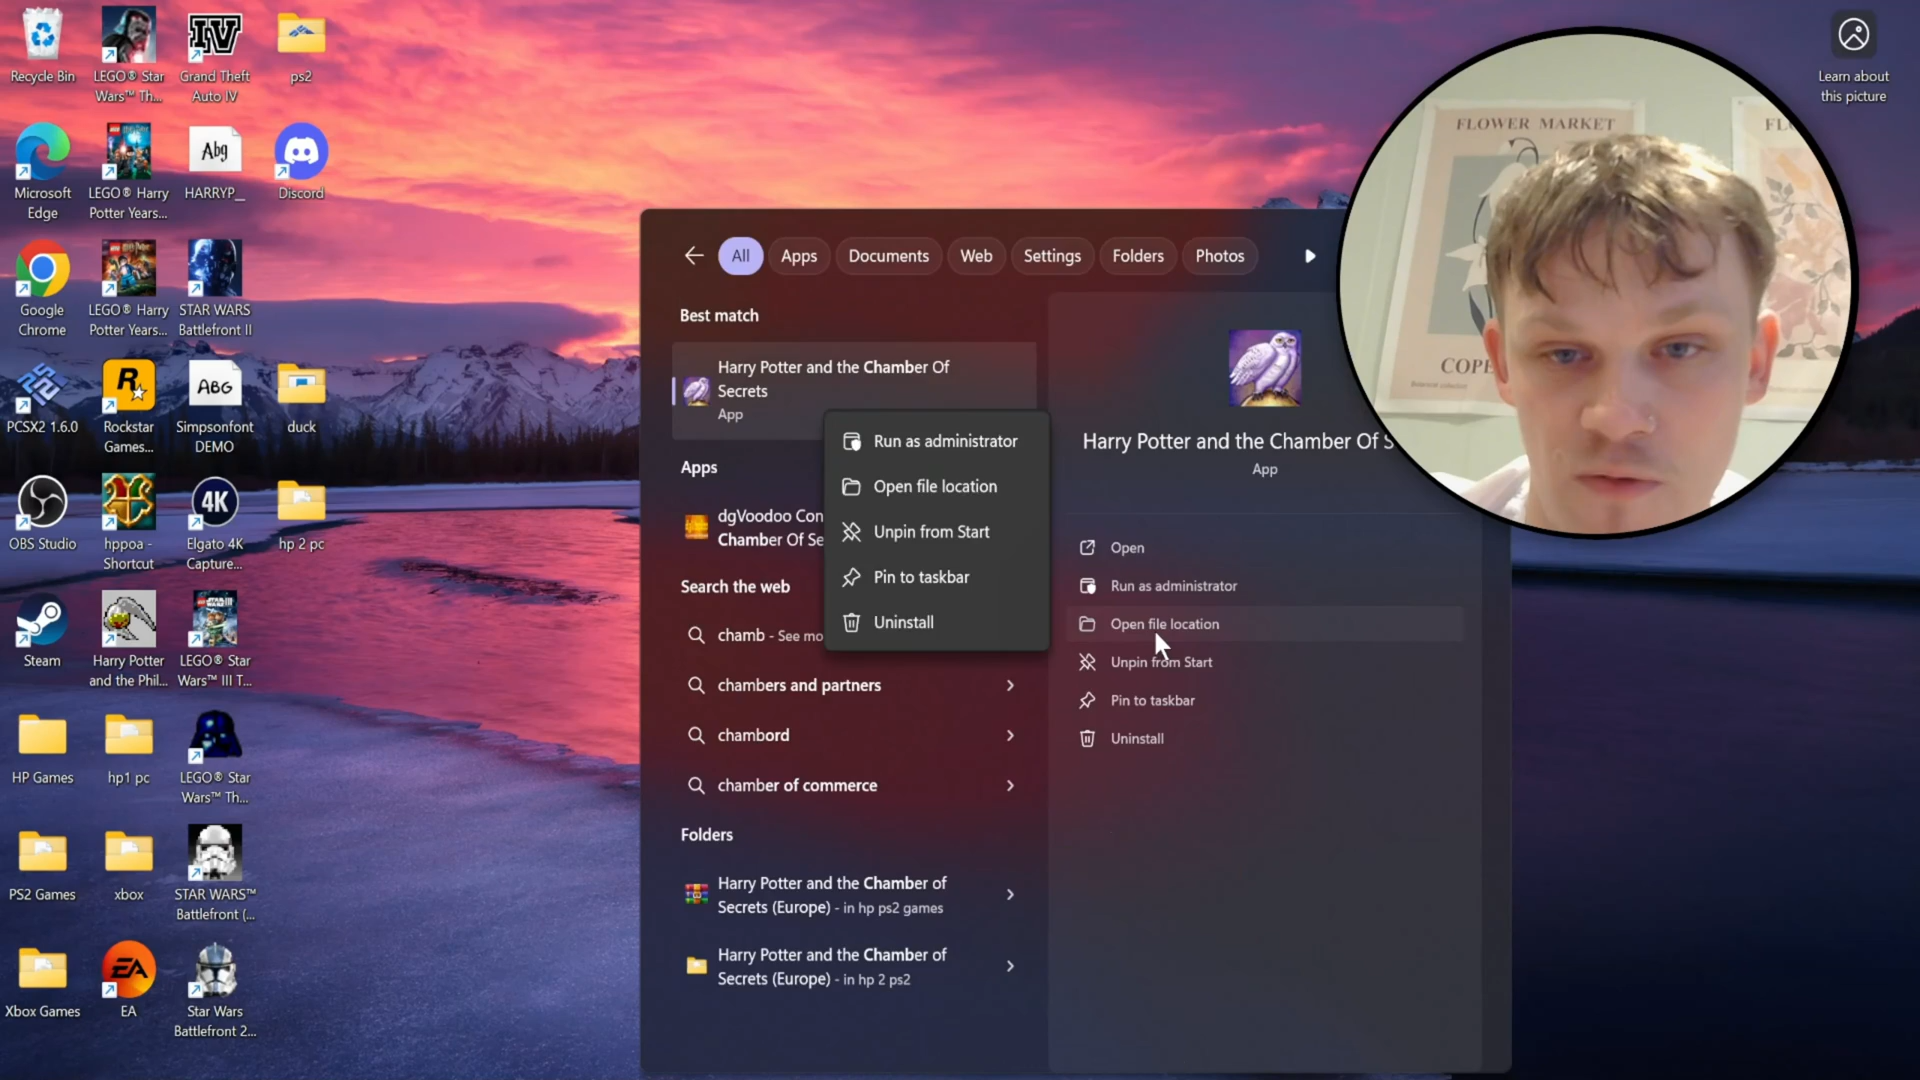 Recycle Bin
LEGO® Star
Wars™ Th...
IV
Grand Theft
Auto IV
ps2
Microsoft
Edge
LEGO® Harry
Potter Years...
Abg
HARRYP__
Discord
Google
Chrome
LEGO® Harry
Potter Years...
STAR WARS
Battlefront II
PCSX2 1.6.0
R
Rockstar
Games...
ABG
Simpsonfont
DEMO
duck
OBS Studio
hppoa -
Shortcut
4K
Elgato 4K
Capture...
hp 2 pc
Steam
Harry Potter
and the Phil...
LEGO® Star
Wars™ III T...
HP Games
hp1 pc
LEGO® Star
Wars™ Th...
PS2 Games
xbox
STAR WARS™
Battlefront (...
Xbox Games
EA
EA
Star Wars
Battlefront 2...
All
Apps
Documents
Web
Settings
Folders
Photos
Best match
Harry Potter and the Chamber Of
Secrets
App
Apps
dgVoodoo Con
Chamber Of Se
Search the web
chamb - See mo
chambers and partners
chambord
chamber of commerce
Folders
Harry Potter and the Chamber of
Secrets (Europe) - in hp ps2 games
Harry Potter and the Chamber of
Secrets (Europe) - in hp 2 ps2
Run as administrator
Open file location
Unpin from Start
Pin to taskbar
Uninstall
Harry Potter and the Chamber Of S
App
Open
Run as administrator
Open file location
Unpin from Start
Pin to taskbar
Uninstall
FLOWER MARKET
FL
COPE
Learn about
this picture